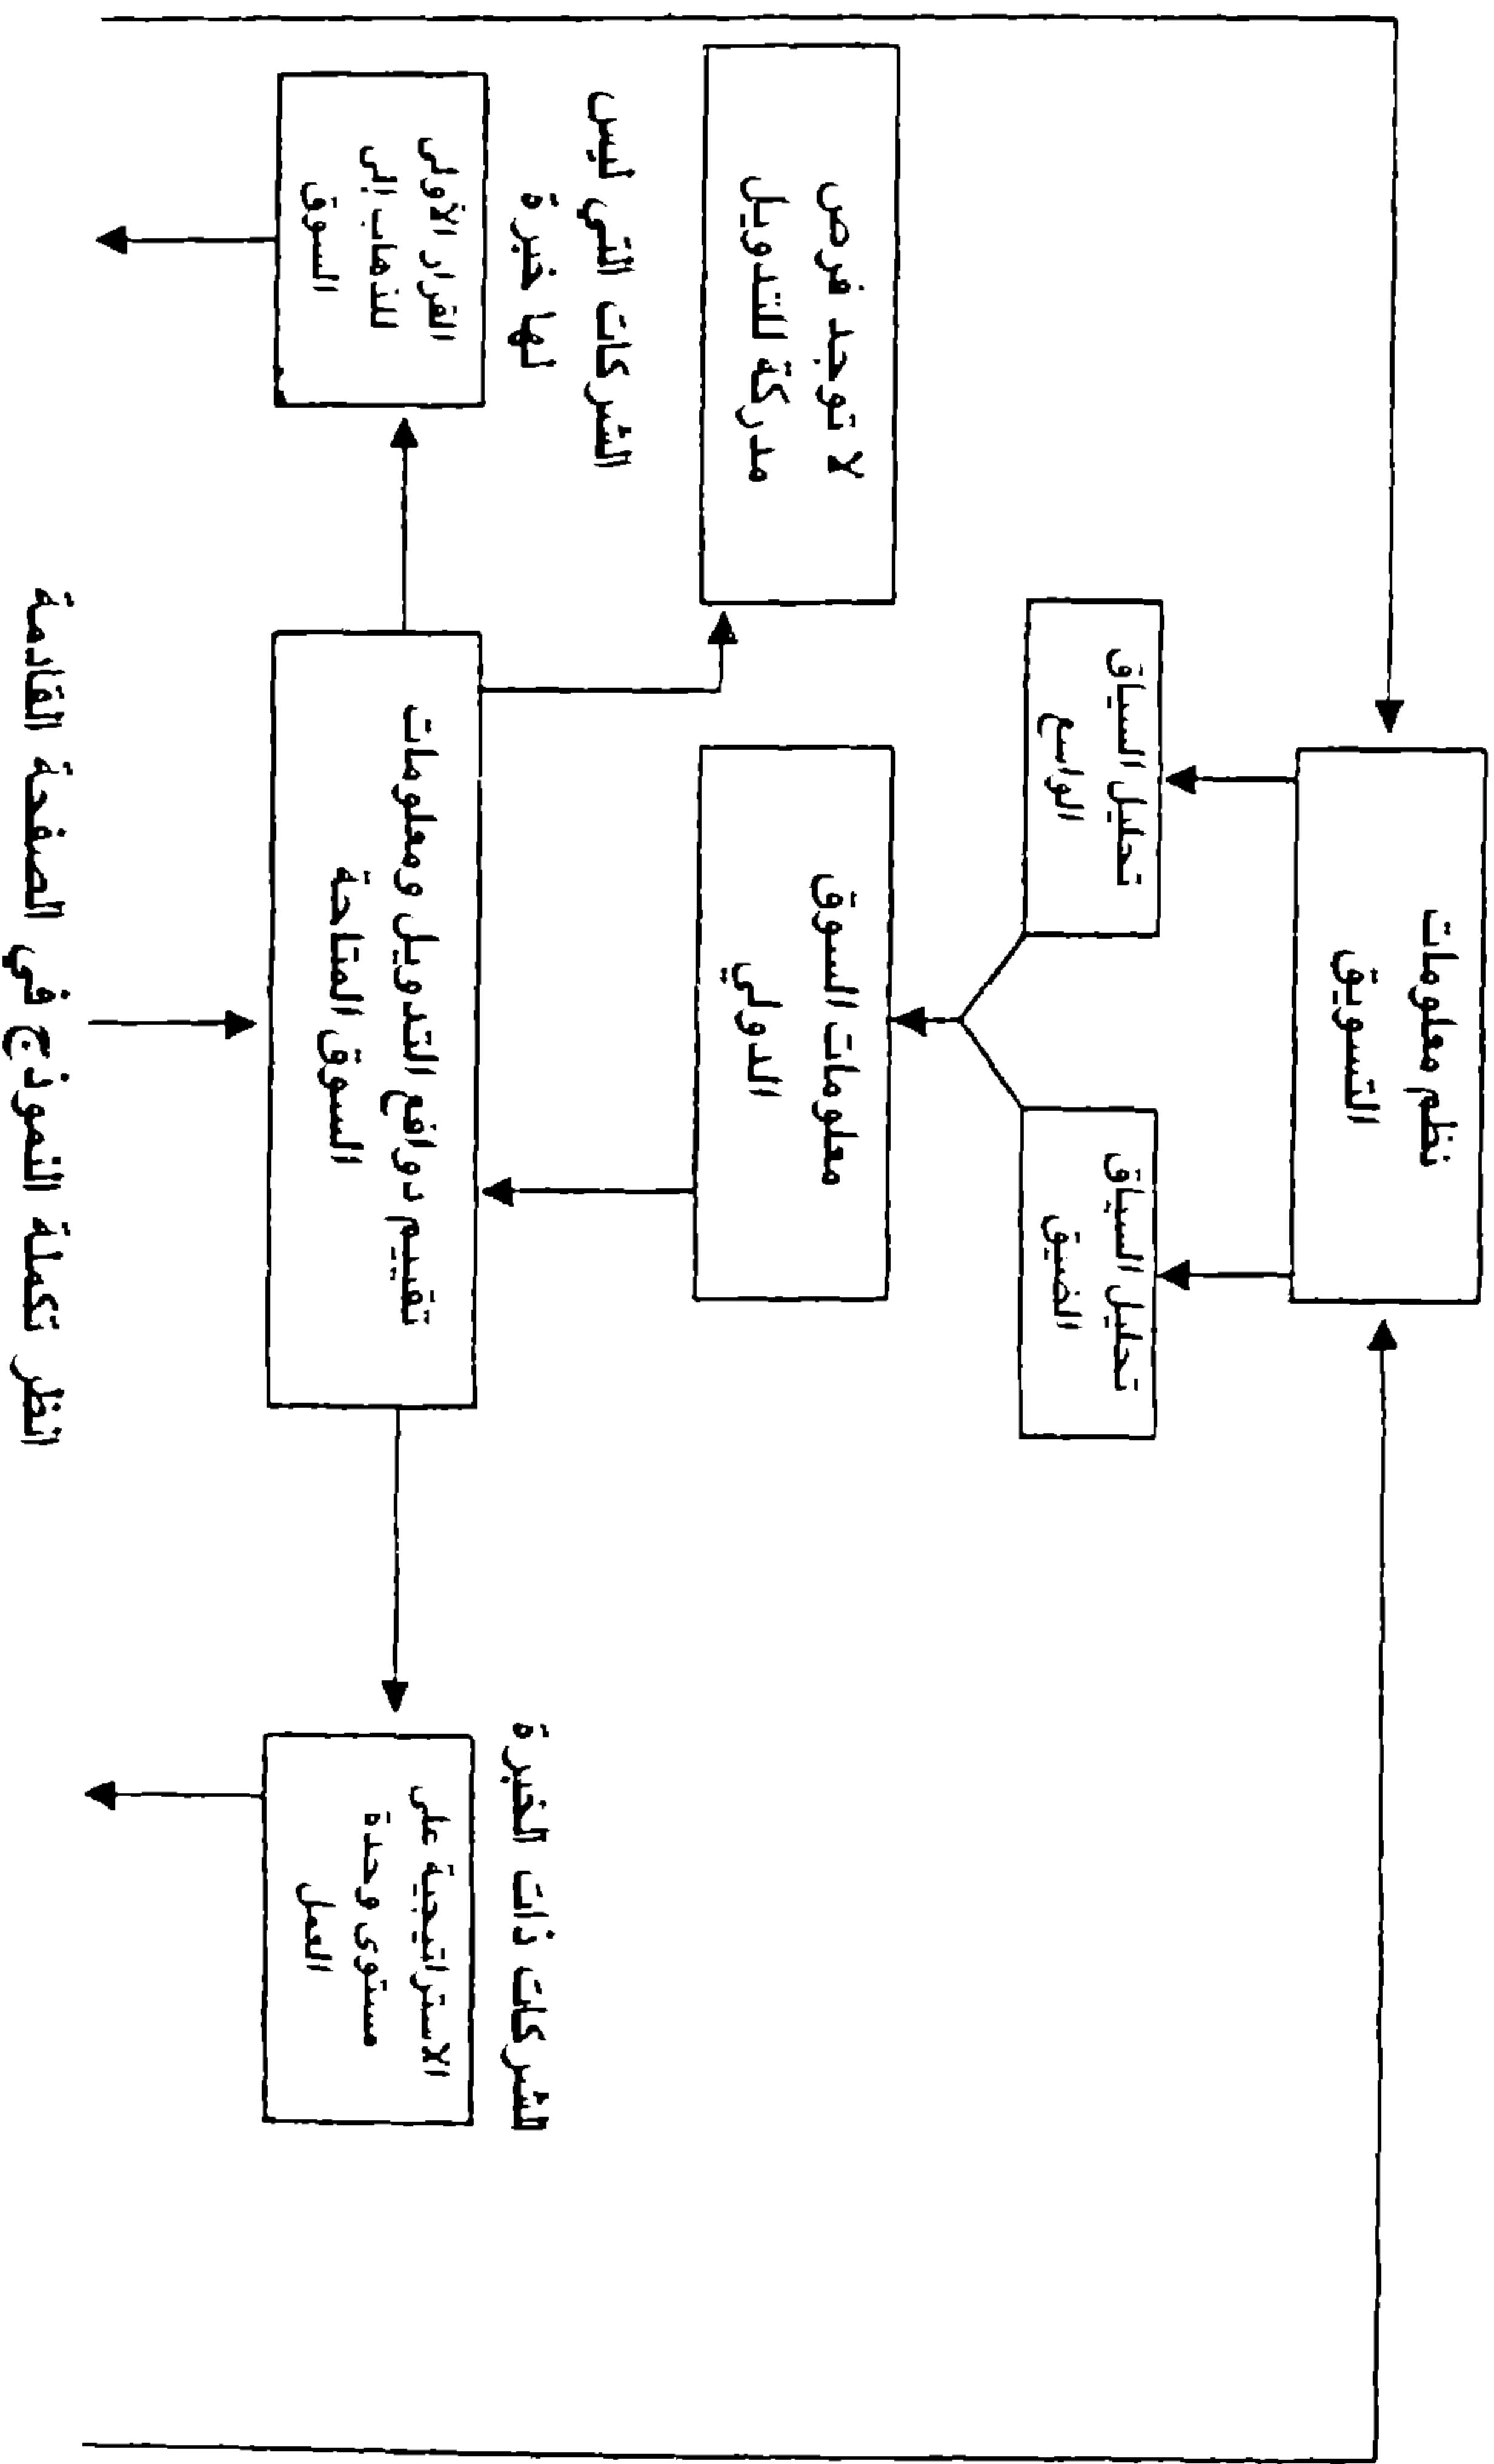 نظم معلومات
التسويق
تحليل السياق
الواسع
تحليل السياق
الضيق
معلومات السوق
الدولي
لا توجد فرص
مدركة للتدويل
تقييم دوافع التدويل ومعلومات
السوق المتاحة
الشركات التي ليس
لها خبرة
القرار الأولى
للذهاب إلى
السوق
الشركات ذات الخبرة
الاستراتيجية على
مستوى وحدة
العمل
انظر تكملة النموذج في الصفحة القادمة